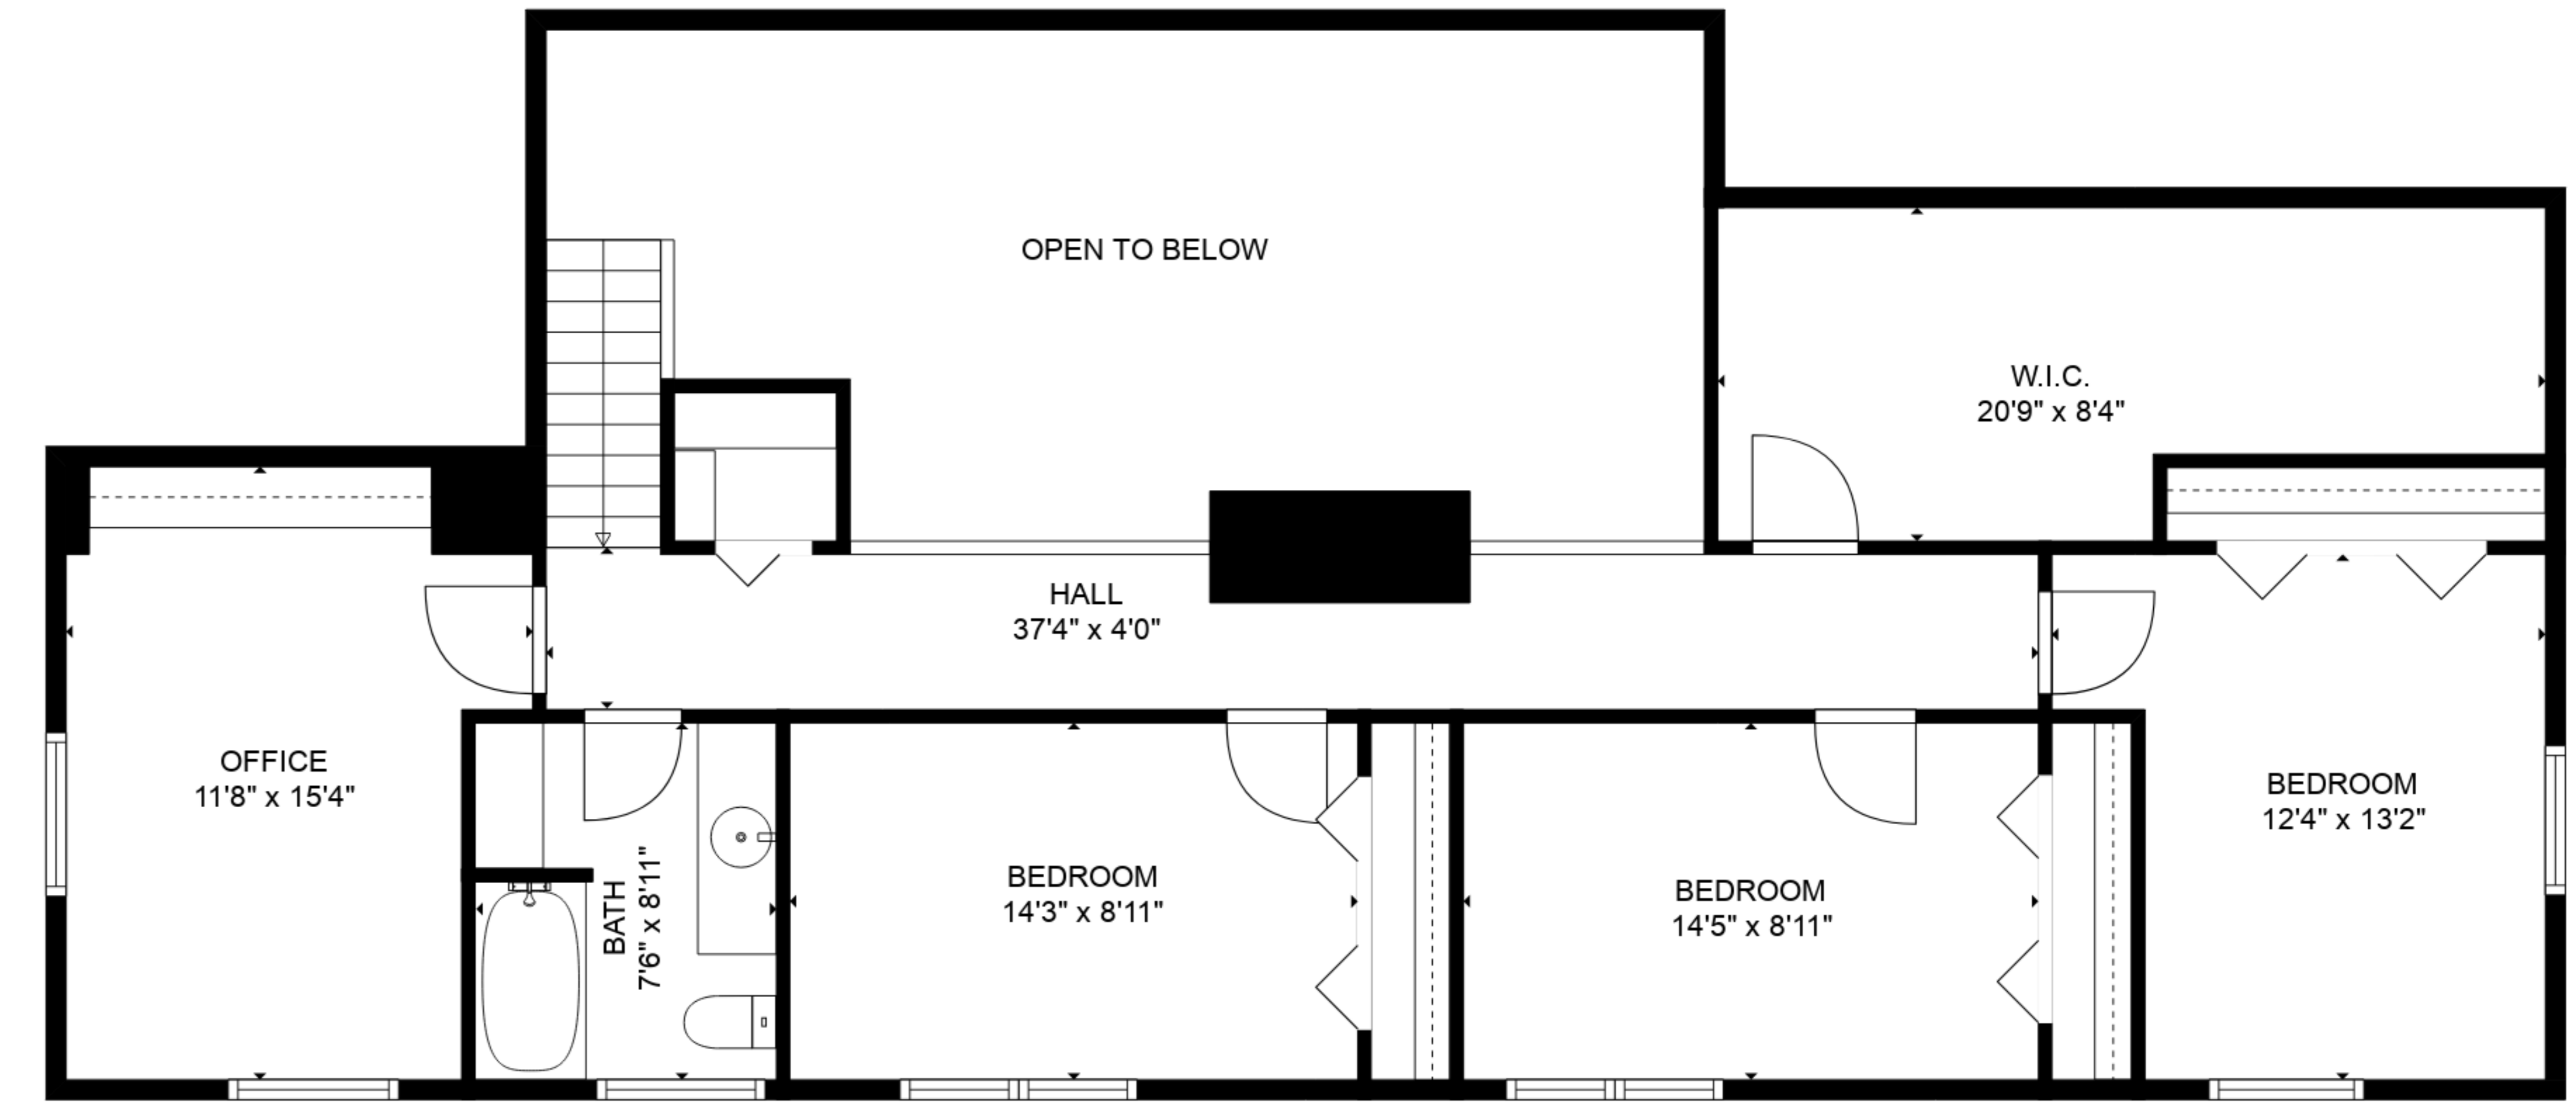 OPEN TO BELOW
W.I.C.
20'9" x 8'4"
HALL
37'4" x 4'0"
OFFICE
11'8" x 15'4"
BATH
7'6" x 8'11"
BEDROOM
14'3" x 8'11"
BEDROOM
14'5" x 8'11"
BEDROOM
12'4" x 13'2"